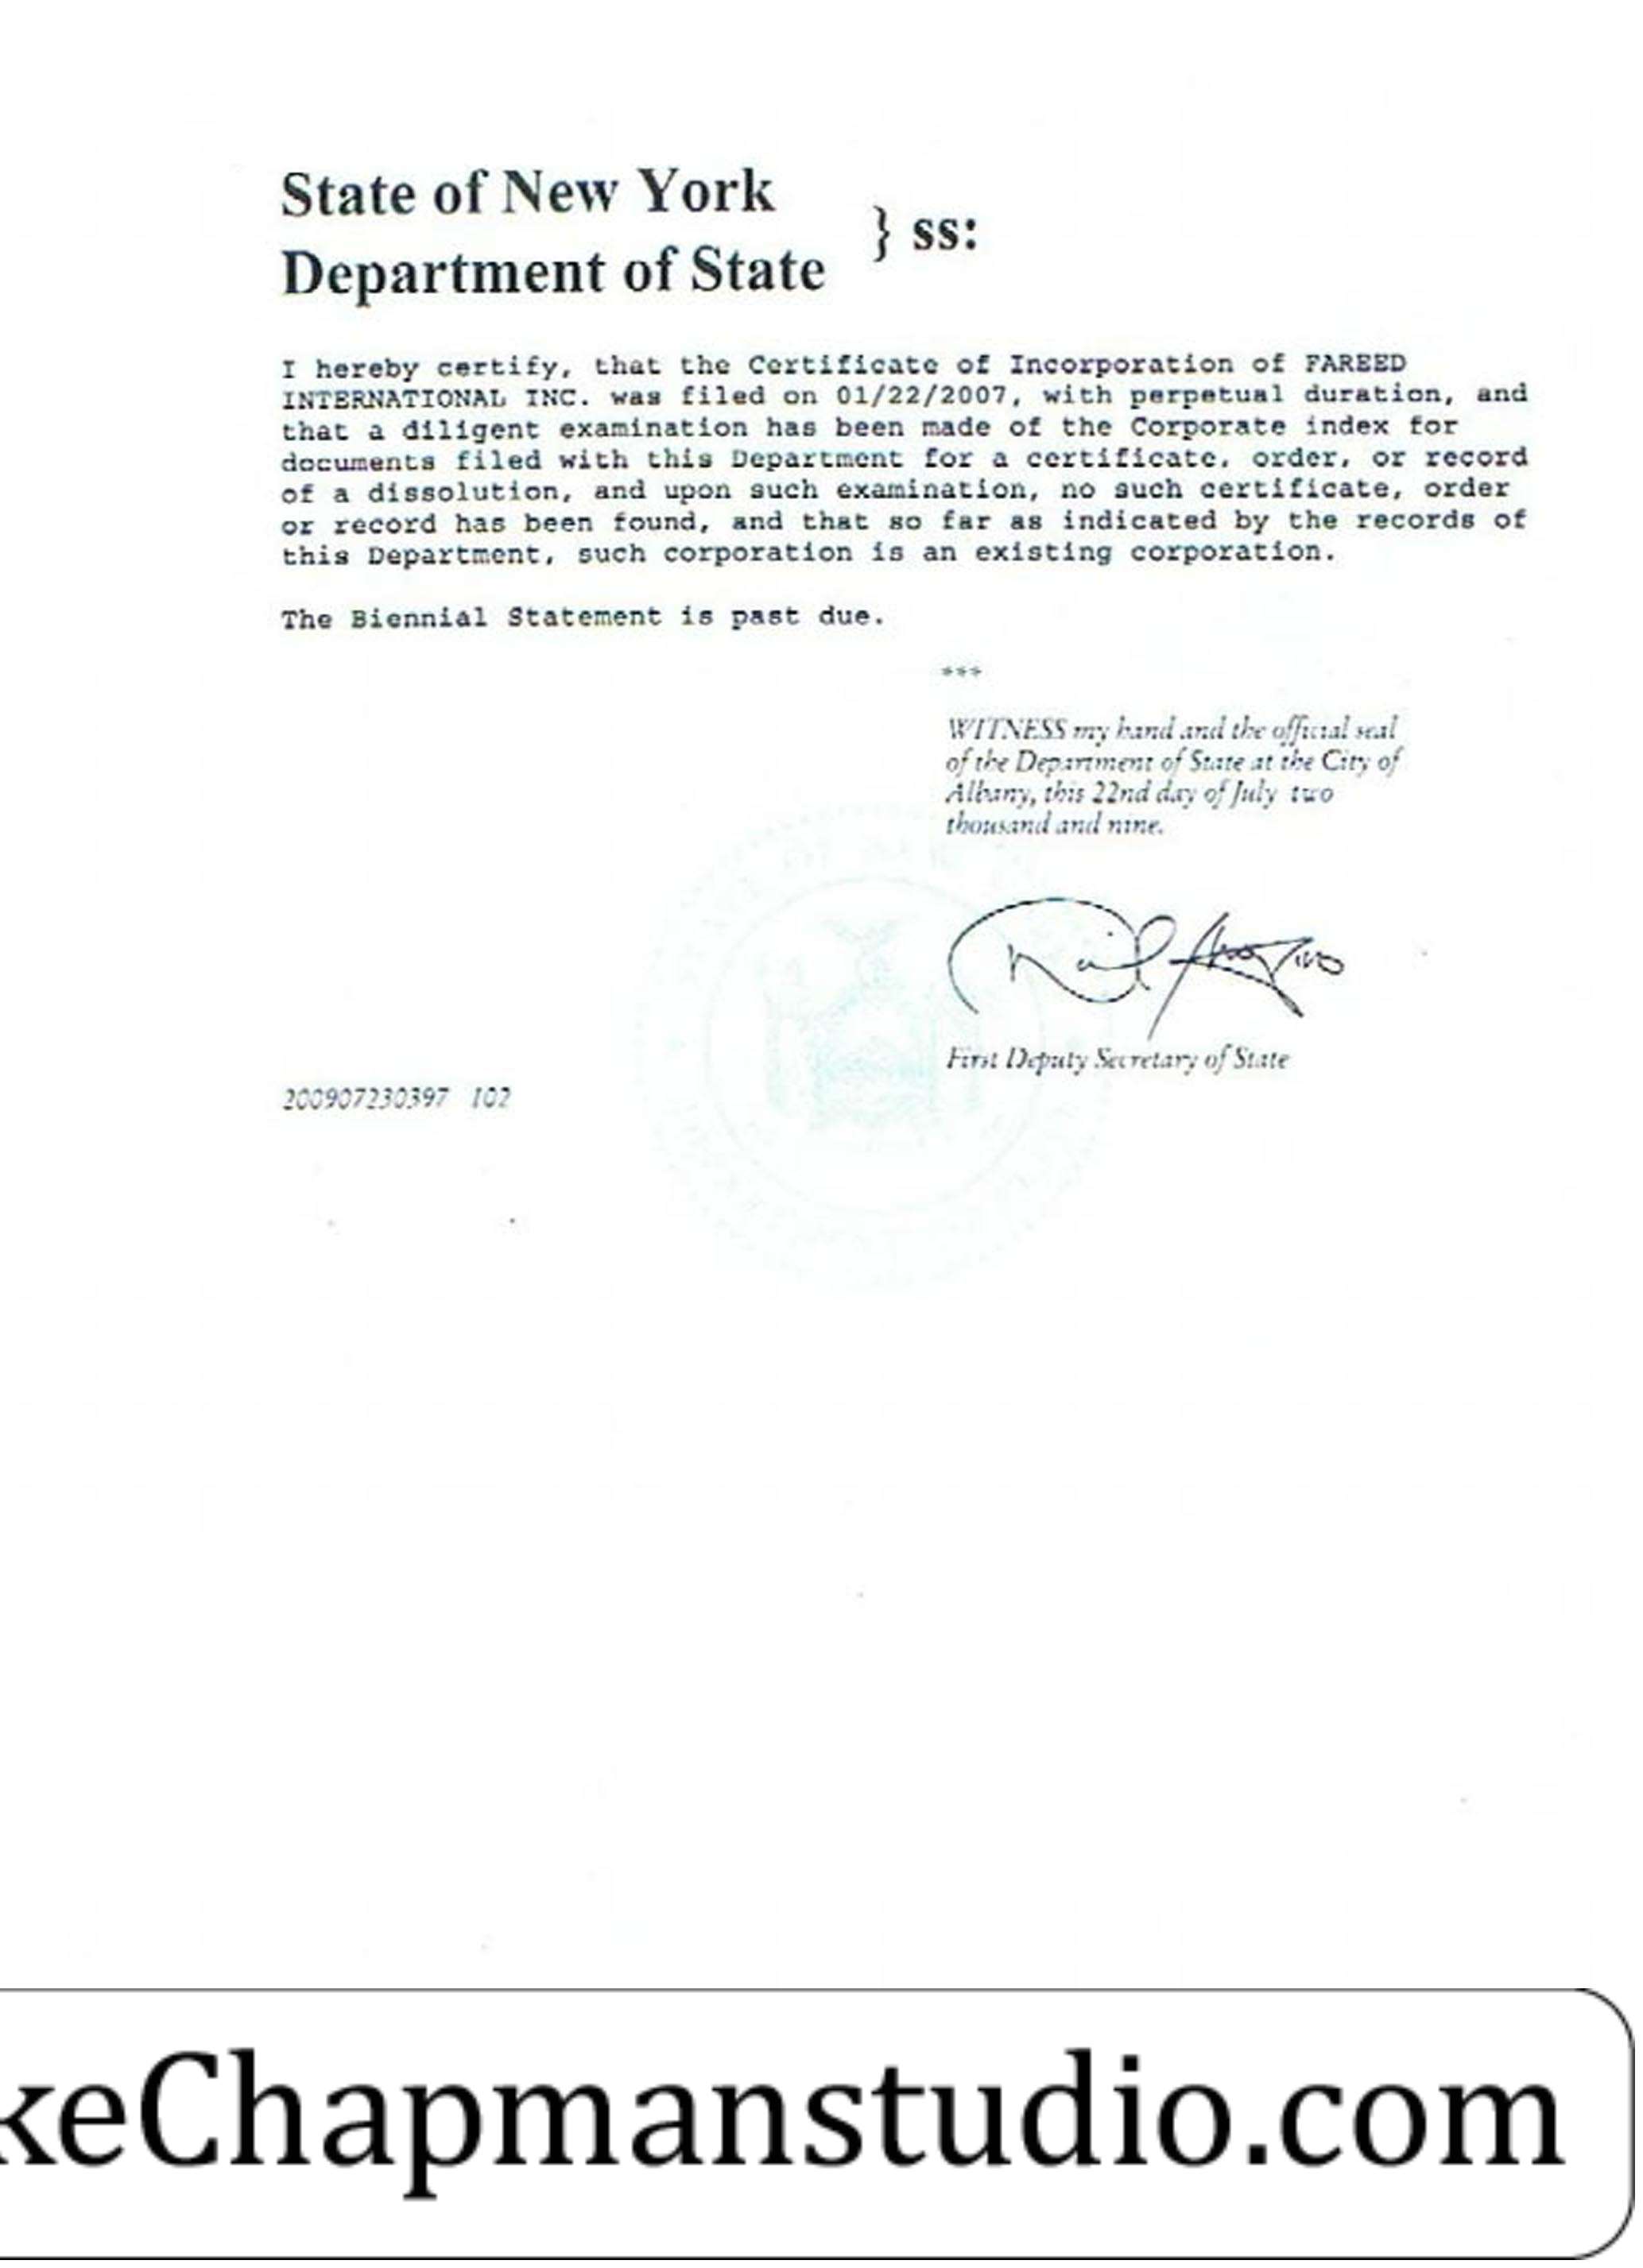 State of New York
Department of State
} ss:
I hereby certify, that the Certificate of Incorporation of FAREED
INTERNATIONAL INC. was filed on 01/22/2007, with perpetual duration, and
that a diligent examination has been made of the Corporate index for
documents filed with this Department for a certificate, order, or record
of a dissolution, and upon such examination, no such certificate, order
or record has been found, and that so far as indicated by the records of
this Department, such corporation is an existing corporation.
The Biennial Statement is past due.
***
WITNESS my hand and the official seal
of the Department of State at the City of
Albany, this 22nd day of July two
thousand and nine.
First Deputy Secretary of State
200907230397 102
keChapmanstudio.com